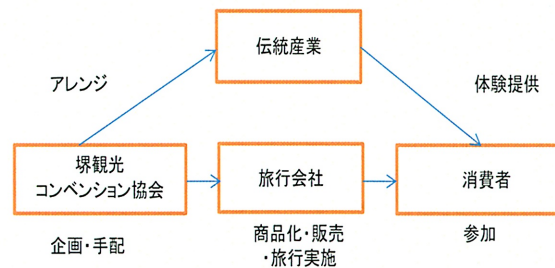 伝統産業
アレンジ
体験提供
堺観光
コンベンション協会
旅行会社
消費者
企画・手配
商品化・販売
・旅行実施
参加